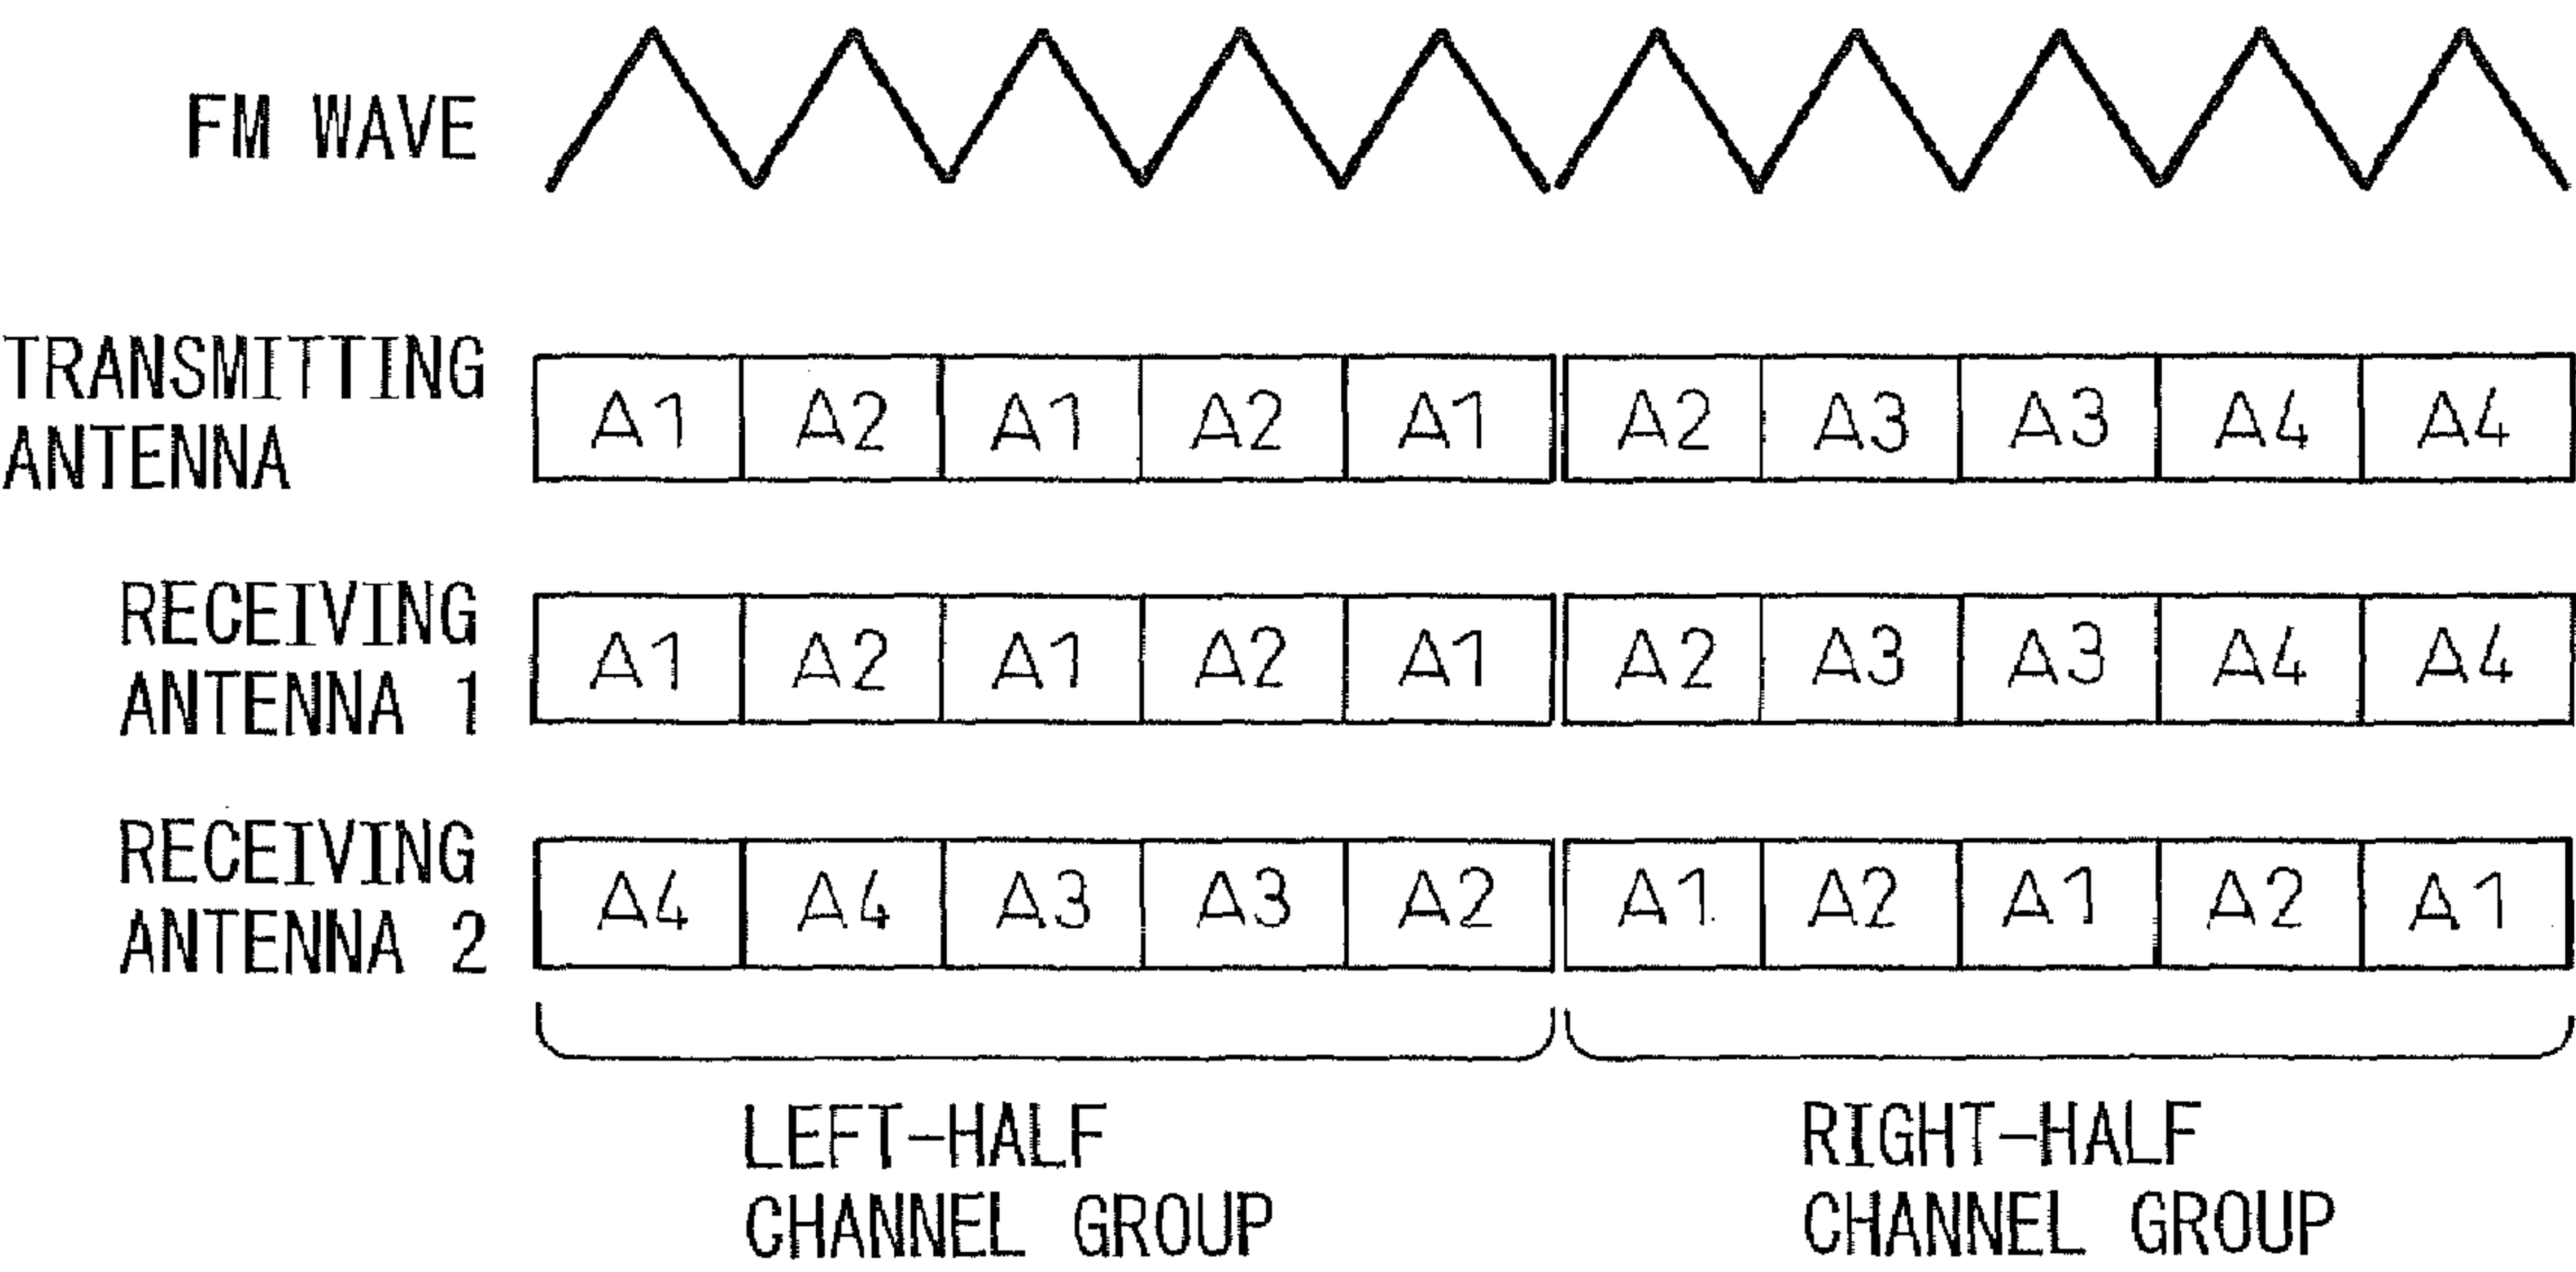 FM WAVE
TRANSMITTING
ANTENNA
A1 A2 A1 A2 A1 A2 A3 A3 A4 A4
RECEIVING
ANTENNA 1
A1 A2 A1 A2 A1 A2 A3 A3 A4 A4
RECEIVING
ANTENNA 2
A4 A4 A3 A3 A2 A1 A2 A1 A2 A1
LEFT-HALF
CHANNEL GROUP
RIGHT-HALF
CHANNEL GROUP